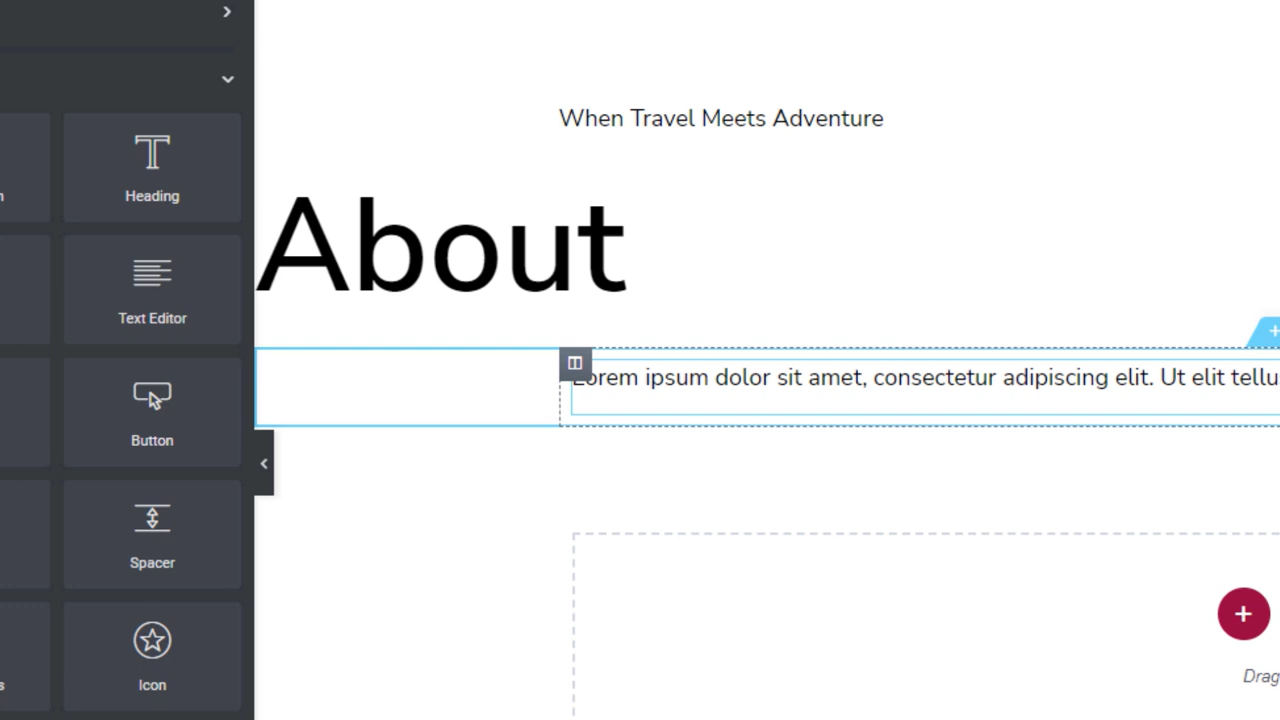 When Travel Meets Adventure
Heading
About
Text Editor
Lorem ipsum dolor sit amet, consectetur adipiscing elit. Ut elit tellu
Button
Spacer
Icon
Drag